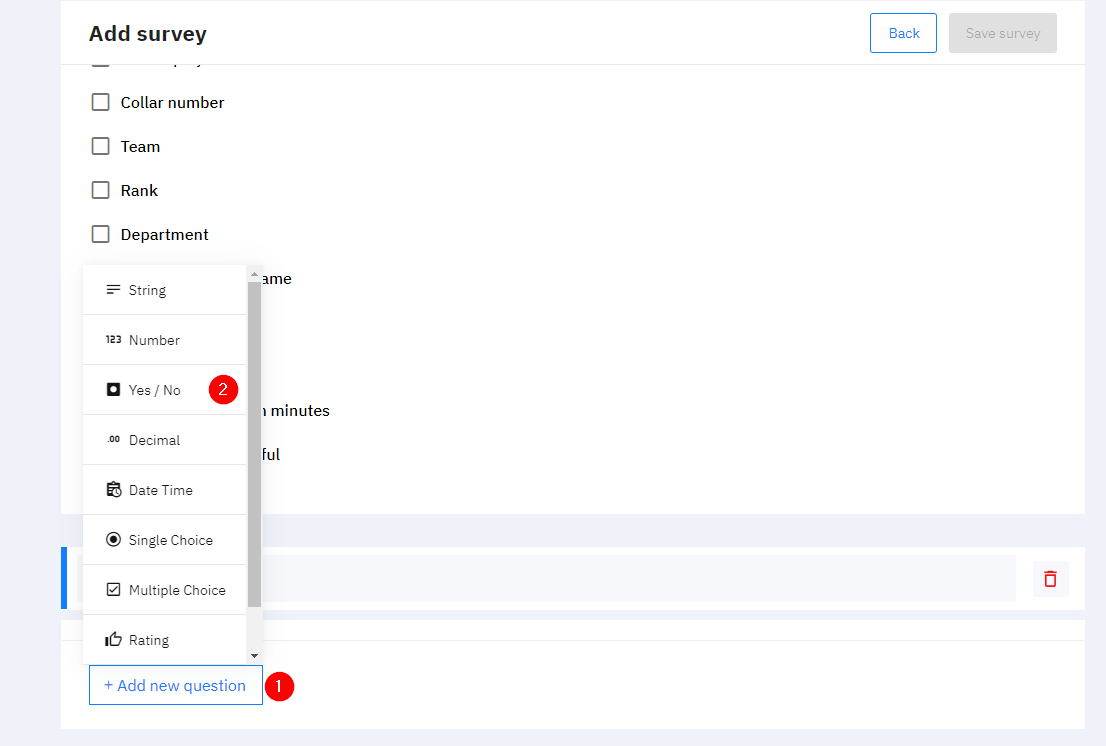 Add survey
Back
Save survey
Collar number
Team
Rank
Department
ame
String
123 Number
Yes / No
2
minutes
.00 Decimal
ful
Date Time
Single Choice
Multiple Choice
Rating
+ Add new question
1